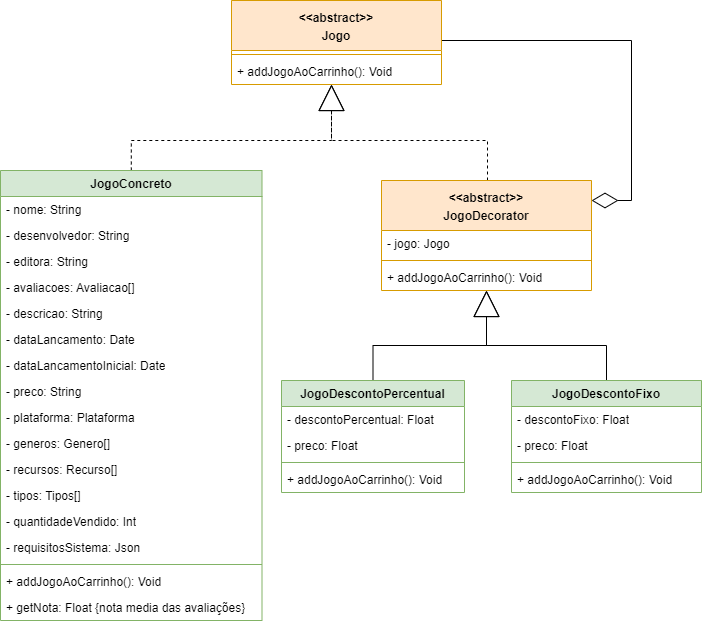 <<abstract>>
Jogo
+ addJogoAoCarrinho(): Void
JogoConcreto
- nome: String
- desenvolvedor: String
- editora: String
- avaliacoes: Avaliacao[]
- descricao: String
- dataLancamento: Date
- dataLancamentoInicial: Date
- preco: String
- plataforma: Plataforma
- generos: Genero[]
- recursos: Recurso[]
- tipos: Tipos[]
- quantidadeVendido: Int
- requisitosSistema: Json
+ addJogoAoCarrinho(): Void
+ getNota: Float {nota media das avaliações}
<<abstract>>
JogoDecorator
- jogo: Jogo
+ addJogoAoCarrinho(): Void
JogoDescontoPercentual
- descontoPercentual: Float
- preco: Float
+ addJogoAoCarrinho(): Void
JogoDescontoFixo
- descontoFixo: Float
- preco: Float
+ addJogoAoCarrinho(): Void